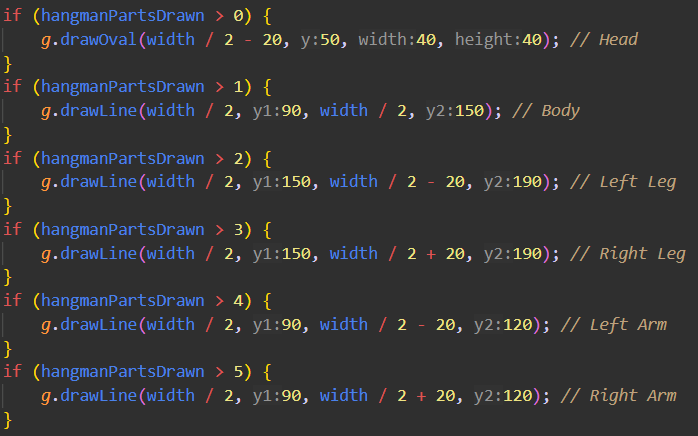 if (hangmanPartsDrawn > 0) {
    g.drawOval(width / 2 - 20, y:50, width:40, height:40); // Head
}
if (hangmanPartsDrawn > 1) {
    g.drawLine(width / 2, y1:90, width / 2, y2:150); // Body
}
if (hangmanPartsDrawn > 2) {
    g.drawLine(width / 2, y1:150, width / 2 - 20, y2:190); // Left Leg
}
if (hangmanPartsDrawn > 3) {
    g.drawLine(width / 2, y1:150, width / 2 + 20, y2:190); // Right Leg
}
if (hangmanPartsDrawn > 4) {
    g.drawLine(width / 2, y1:90, width / 2 - 20, y2:120); // Left Arm
}
if (hangmanPartsDrawn > 5) {
    g.drawLine(width / 2, y1:90, width / 2 + 20, y2:120); // Right Arm
}